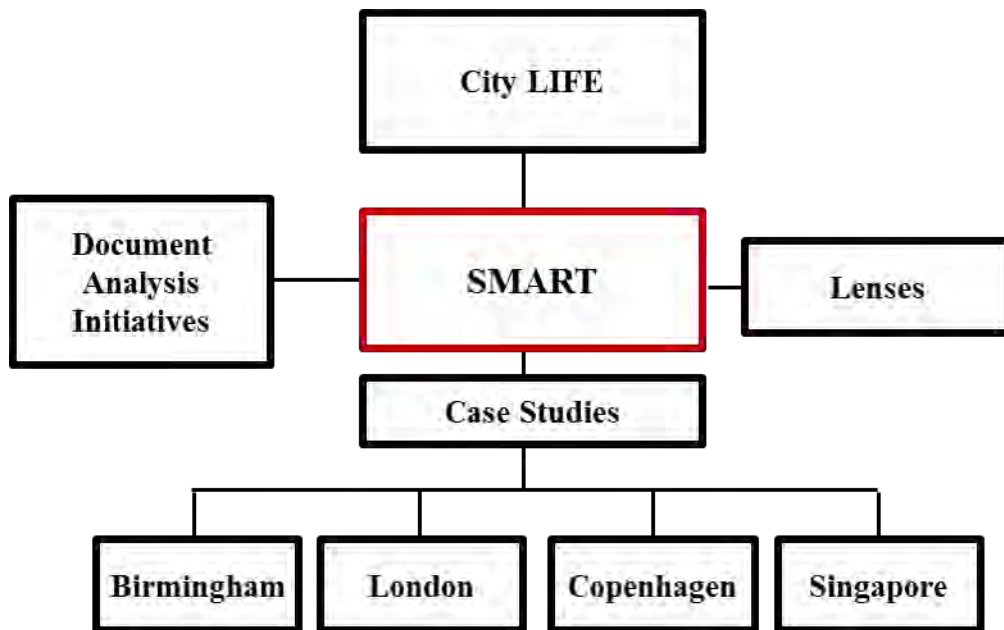 City LIFE
Document
Analysis
Initiatives
SMART
Lenses
Case Studies
Birmingham
London
Copenhagen
Singapore